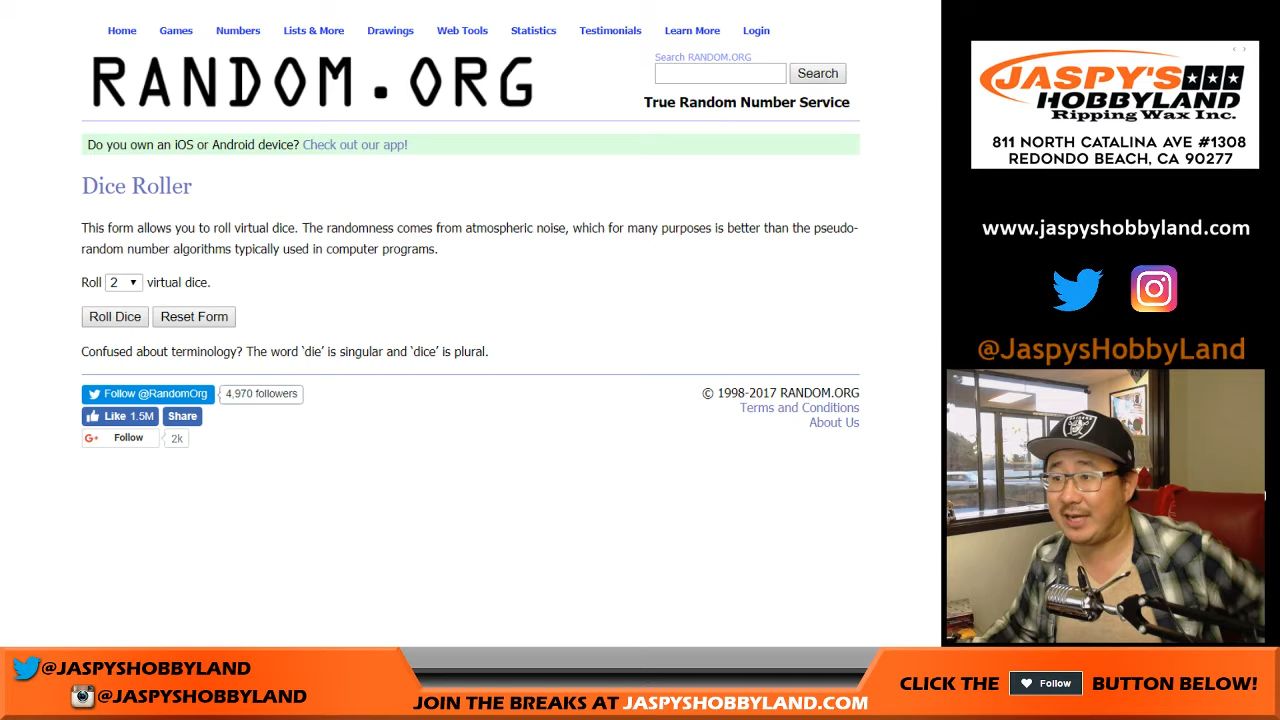 Home Games Numbers Lists & More Drawings Web Tools Statistics Testimonials Learn More Login
RANDOM.ORG
Search RANDOM.ORG
Search
True Random Number Service
Do you own an iOS or Android device? Check out our app!
Dice Roller
This form allows you to roll virtual dice. The randomness comes from atmospheric noise, which for many purposes is better than the pseudo-
random number algorithms typically used in computer programs.
Roll 2 virtual dice.
Roll Dice Reset Form
Confused about terminology? The word ‘die’ is singular and ‘dice’ is plural.
Follow @RandomOrg 4,970 followers
Like 1.5M Share
G+ Follow 2k
© 1998-2017 RANDOM.ORG
Terms and Conditions
About Us
JASPY'S
HOBBYLAND
Ripping Wax Inc.
811 NORTH CATALINA AVE #1308
REDONDO BEACH, CA 90277
www.jaspyshobbyland.com
@JaspysHobbyLand
RAIDERS
@JASPYSHOBBYLAND
@JASPYSHOBBYLAND
JOIN THE BREAKS AT JASPYSHOBBYLAND.COM
CLICK THE Follow BUTTON BELOW!